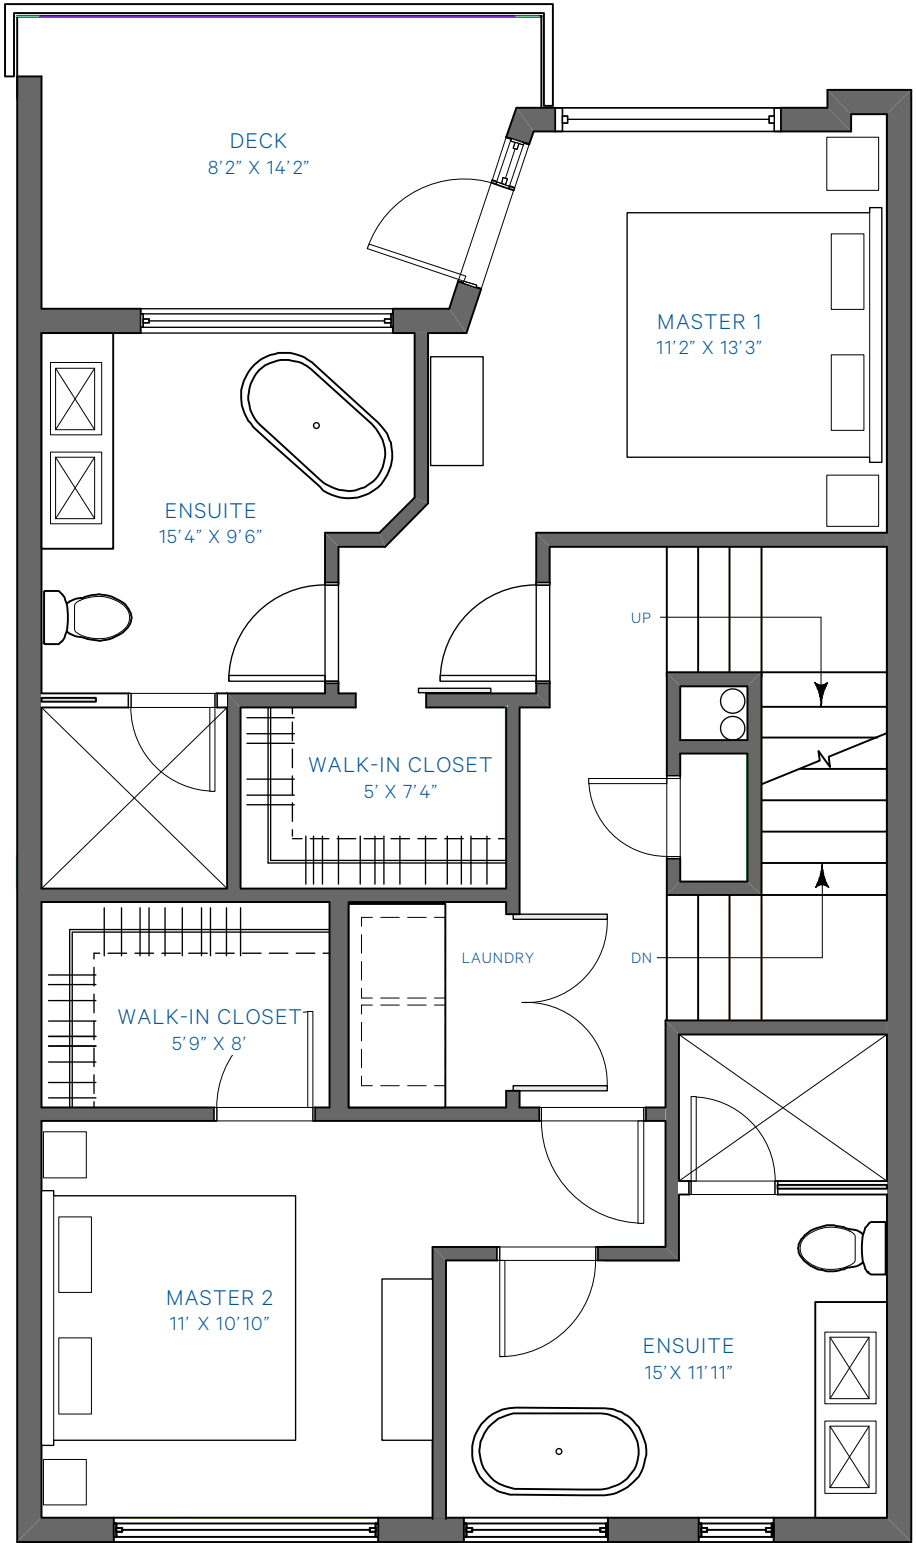 DECK
8’2” X 14’2”
MASTER 1
11’2” X 13’3”
ENSUITE
15’4” X 9’6”
UP
WALK-IN CLOSET
5’ X 7’4”
LAUNDRY
DN
WALK-IN CLOSET
5’9” X 8’
MASTER 2
11’ X 10’10”
ENSUITE
15’X 11’11”